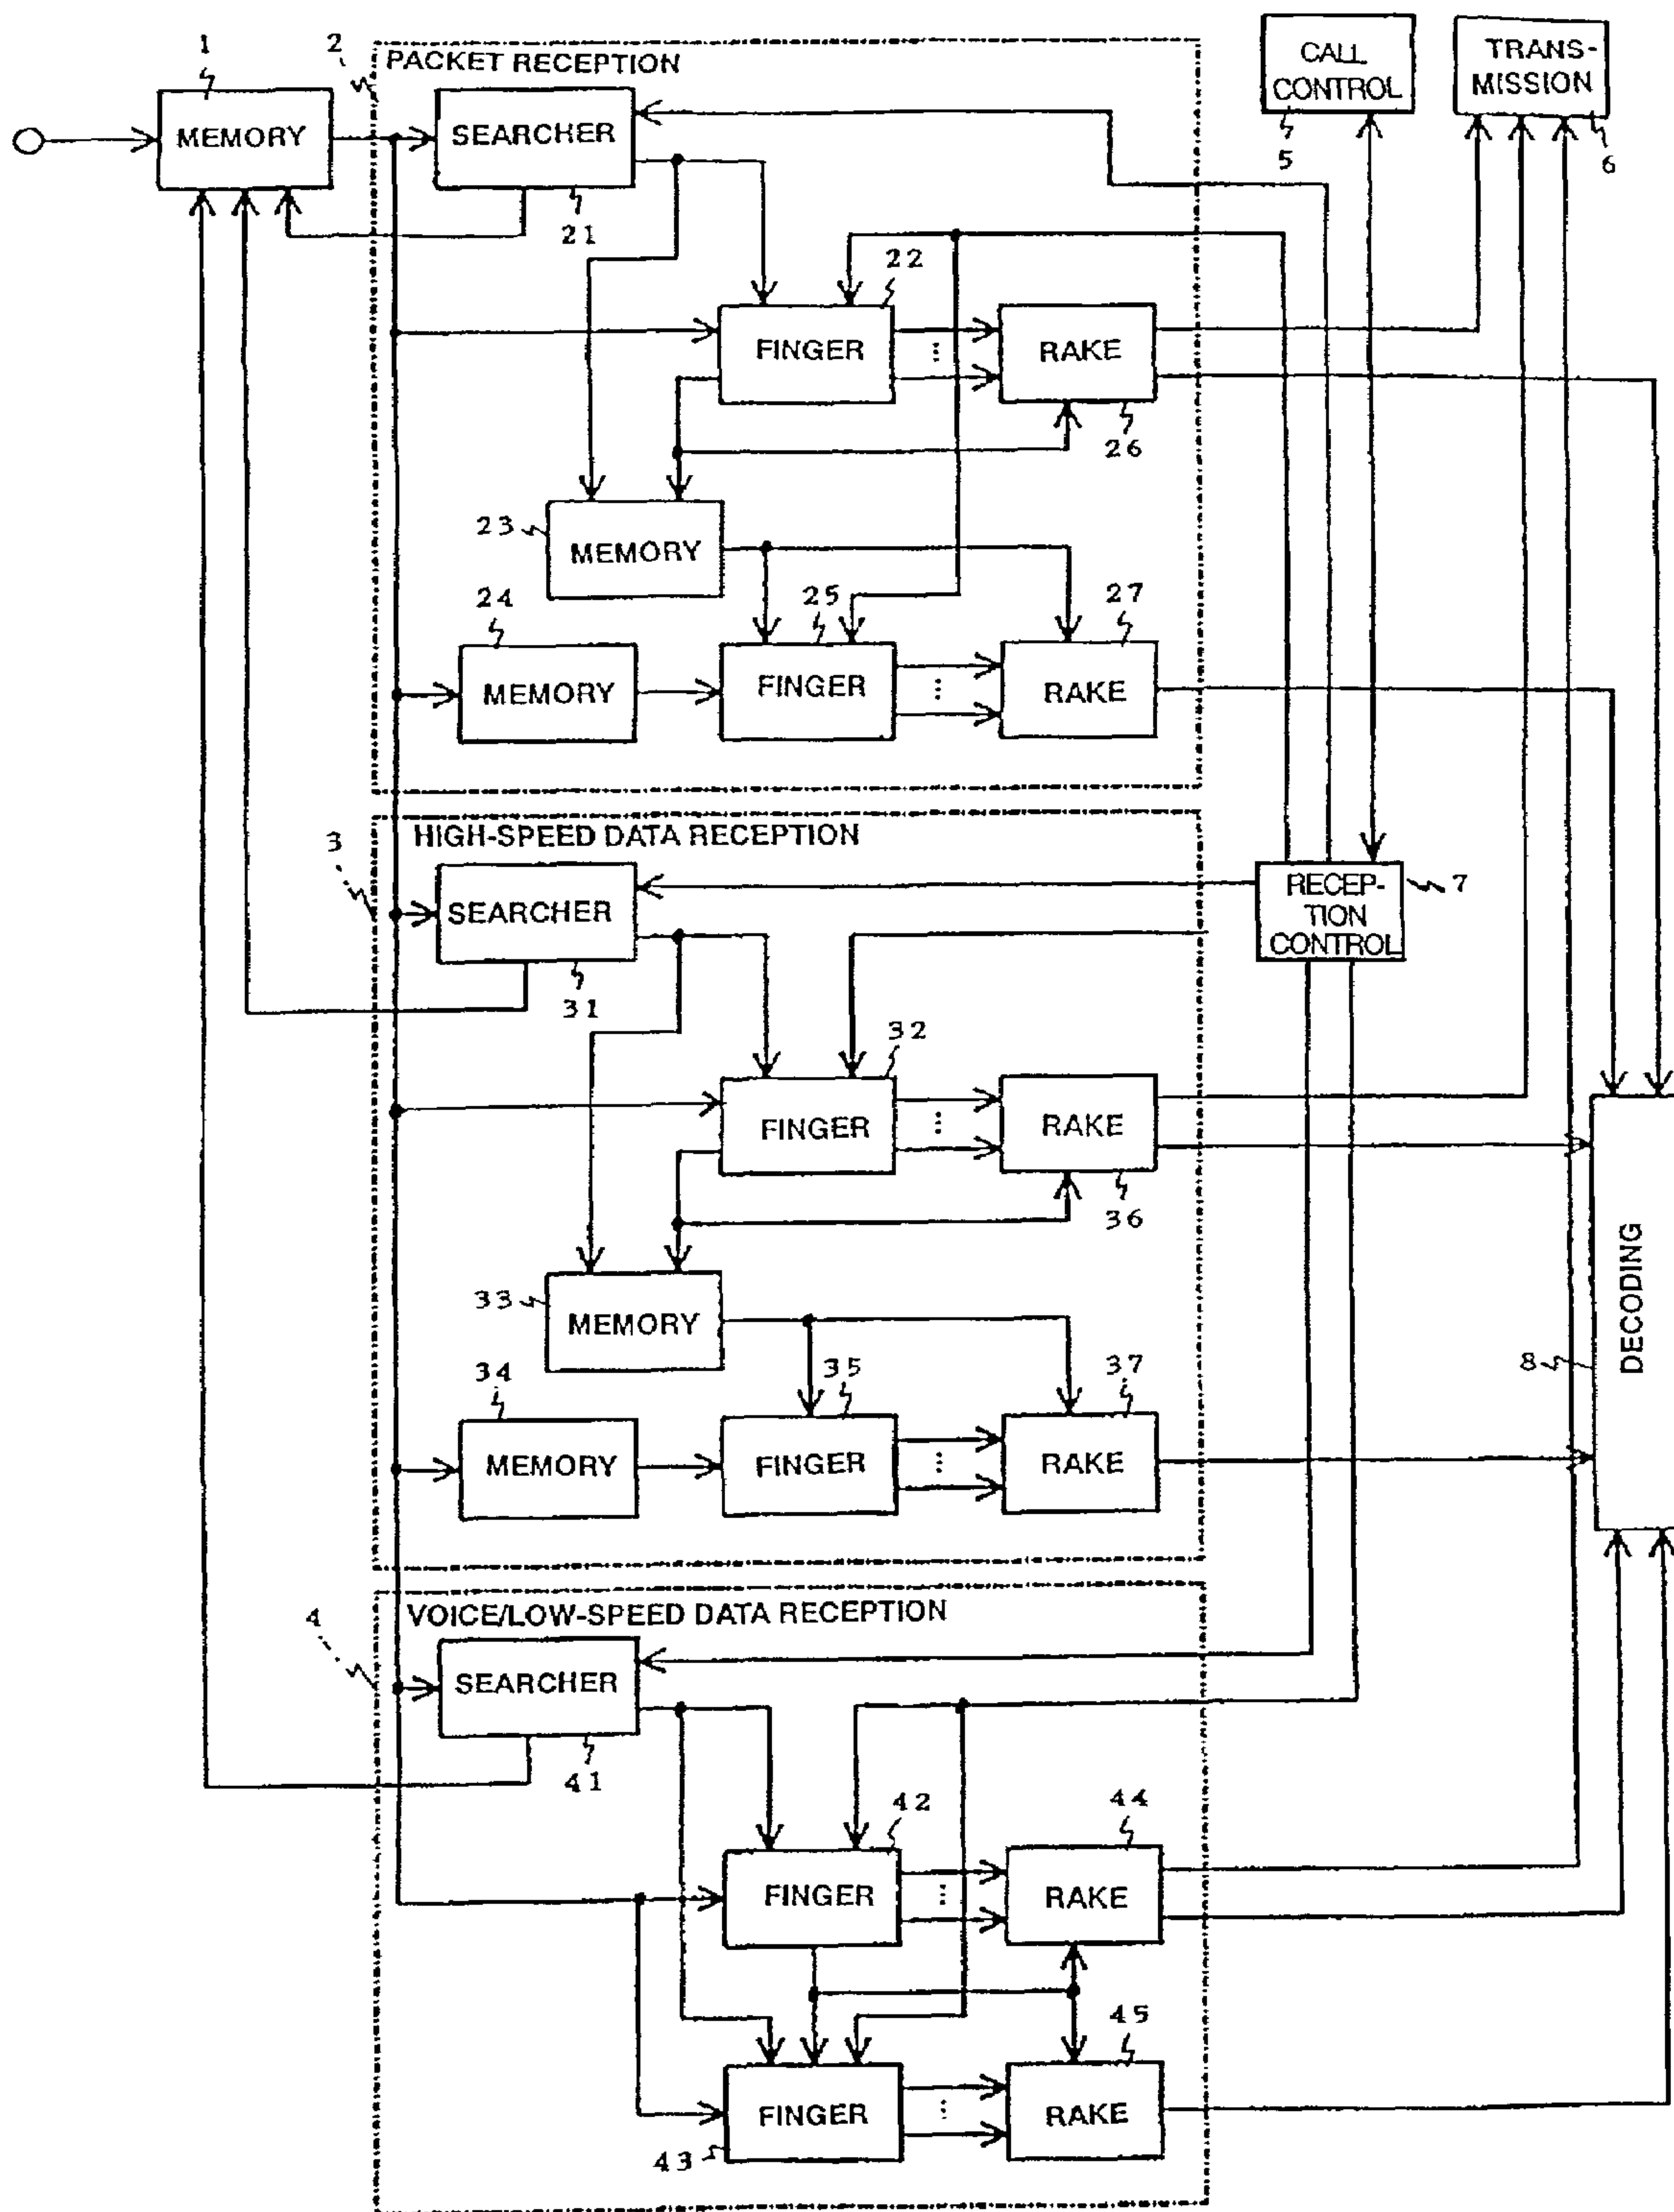 1
MEMORY
2
PACKET RECEPTION
SEARCHER
21
CALL
CONTROL
5
TRANS-
MISSION
6
22
FINGER
RAKE
26
23
MEMORY
24
MEMORY
25
FINGER
27
RAKE
3
HIGH-SPEED DATA RECEPTION
SEARCHER
31
RECEP-
TION
CONTROL
7
32
FINGER
RAKE
36
33
MEMORY
34
MEMORY
35
FINGER
37
RAKE
8
DECODING
4
VOICE/LOW-SPEED DATA RECEPTION
SEARCHER
41
42
FINGER
44
RAKE
43
FINGER
45
RAKE